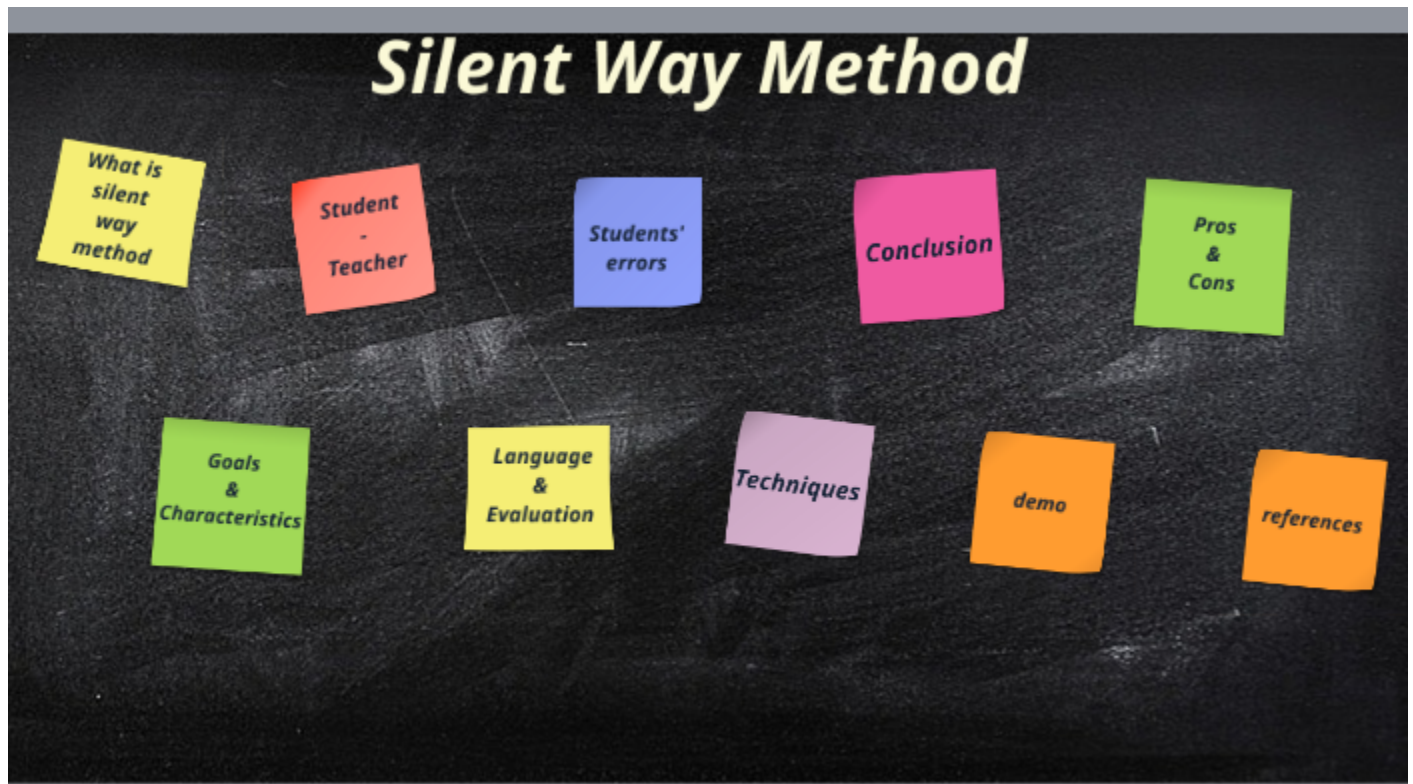 Silent Way Method
What is
silent
way
method
Student
-
Teacher
Students'
errors
Conclusion
Pros
&
Cons
Goals
&
Characteristics
Language
&
Evaluation
Techniques
demo
references